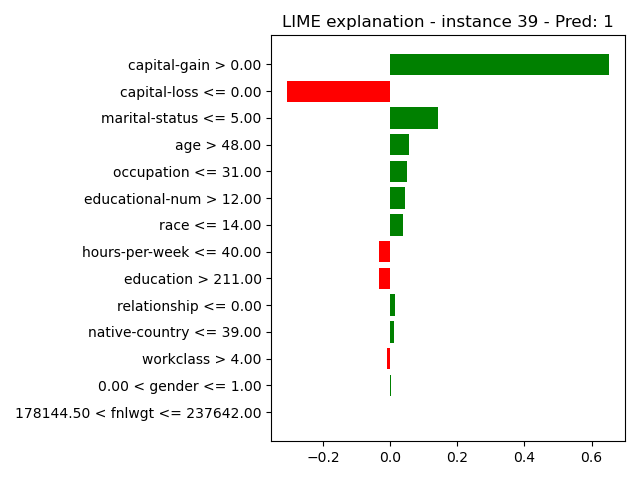 LIME explanation - instance 39 - Pred: 1
capital-gain > 0.00
capital-loss <= 0.00
marital-status <= 5.00
age > 48.00
occupation <= 31.00
educational-num > 12.00
race <= 14.00
hours-per-week <= 40.00
education > 211.00
relationship <= 0.00
native-country <= 39.00
workclass > 4.00
0.00 < gender <= 1.00
178144.50 < fnlwgt <= 237642.00
−0.2 0.0 0.2 0.4 0.6